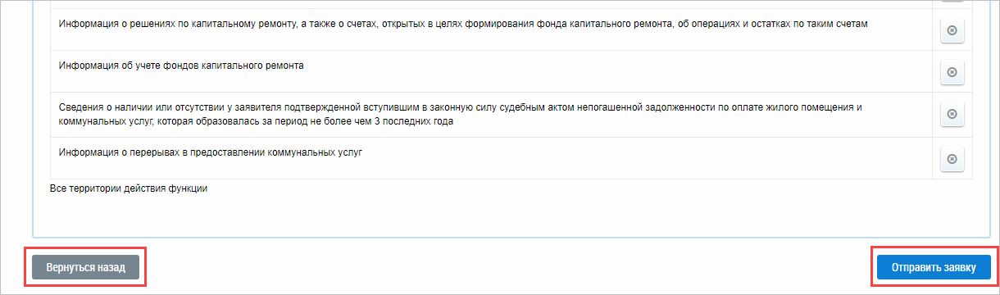 Информация о решениях по капитальному ремонту, а также о счетах, открытых в целях формирования фонда капитального ремонта, об операциях и остатках по таким счетам
Информация об учете фондов капитального ремонта
Сведения о наличии или отсутствии у заявителя подтвержденной вступившим в законную силу судебным актом непогашенной задолженности по оплате жилого помещения и
коммунальных услуг, которая образовалась за период не более чем 3 последних года
Информация о перерывах в предоставлении коммунальных услуг
Все территории действия функции
Вернуться назад
Отправить заявку